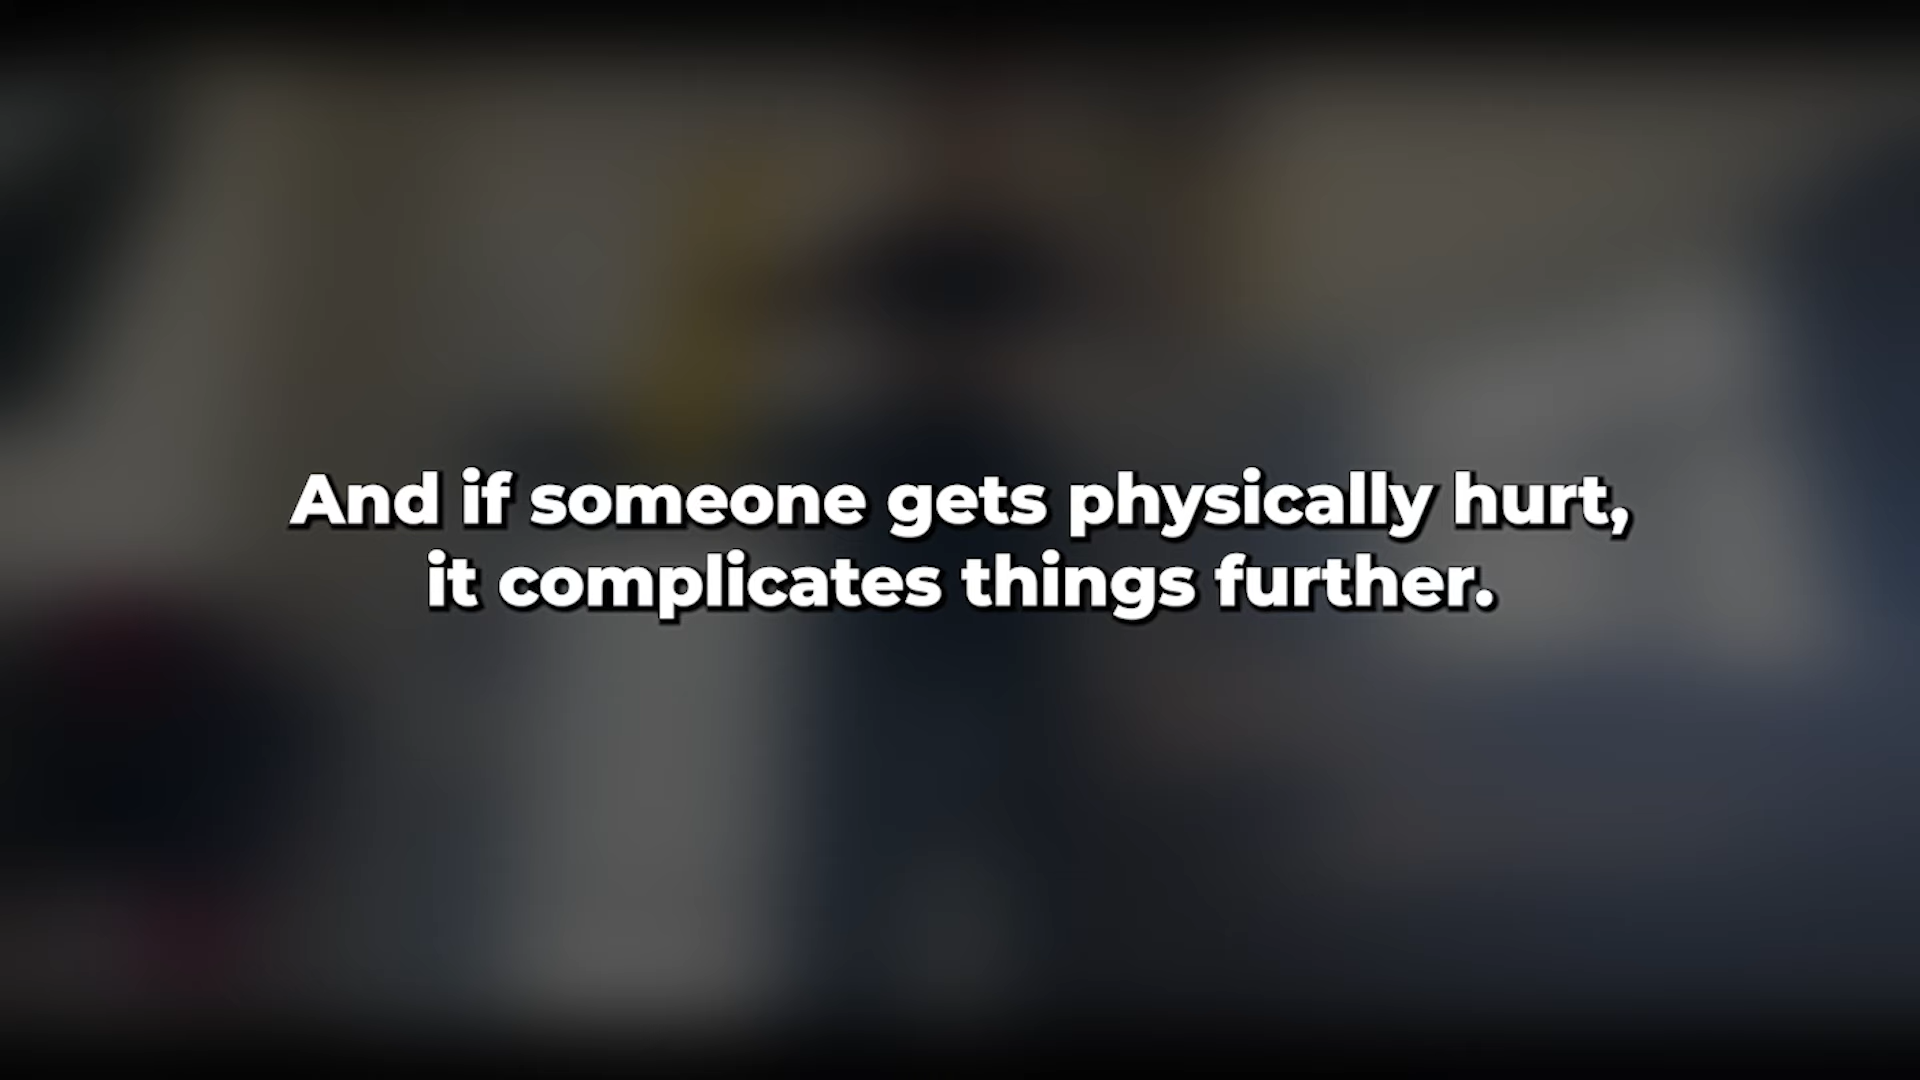 And if someone gets physically hurt,
it complicates things further.